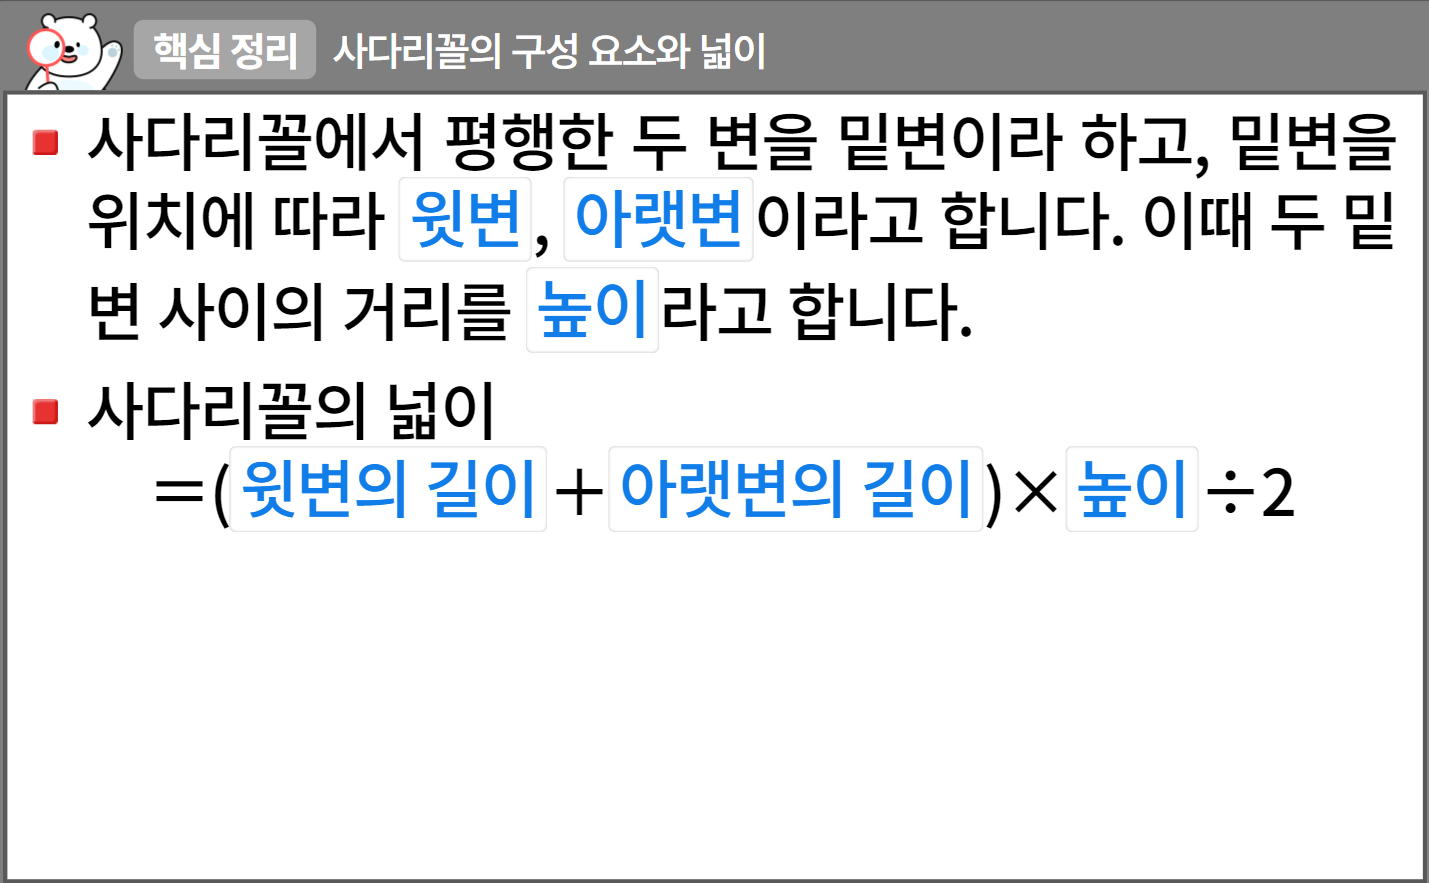 핵심 정리 사다리꼴의 구성 요소와 넓이
사다리꼴에서 평행한 두 변을 밑변이라 하고, 밑변을
위치에 따라 윗변, 아랫변이라고 합니다. 이때 두 밑
변 사이의 거리를 높이라고 합니다.
사다리꼴의 넓이
=(윗변의 길이+아랫변의 길이)×높이÷2